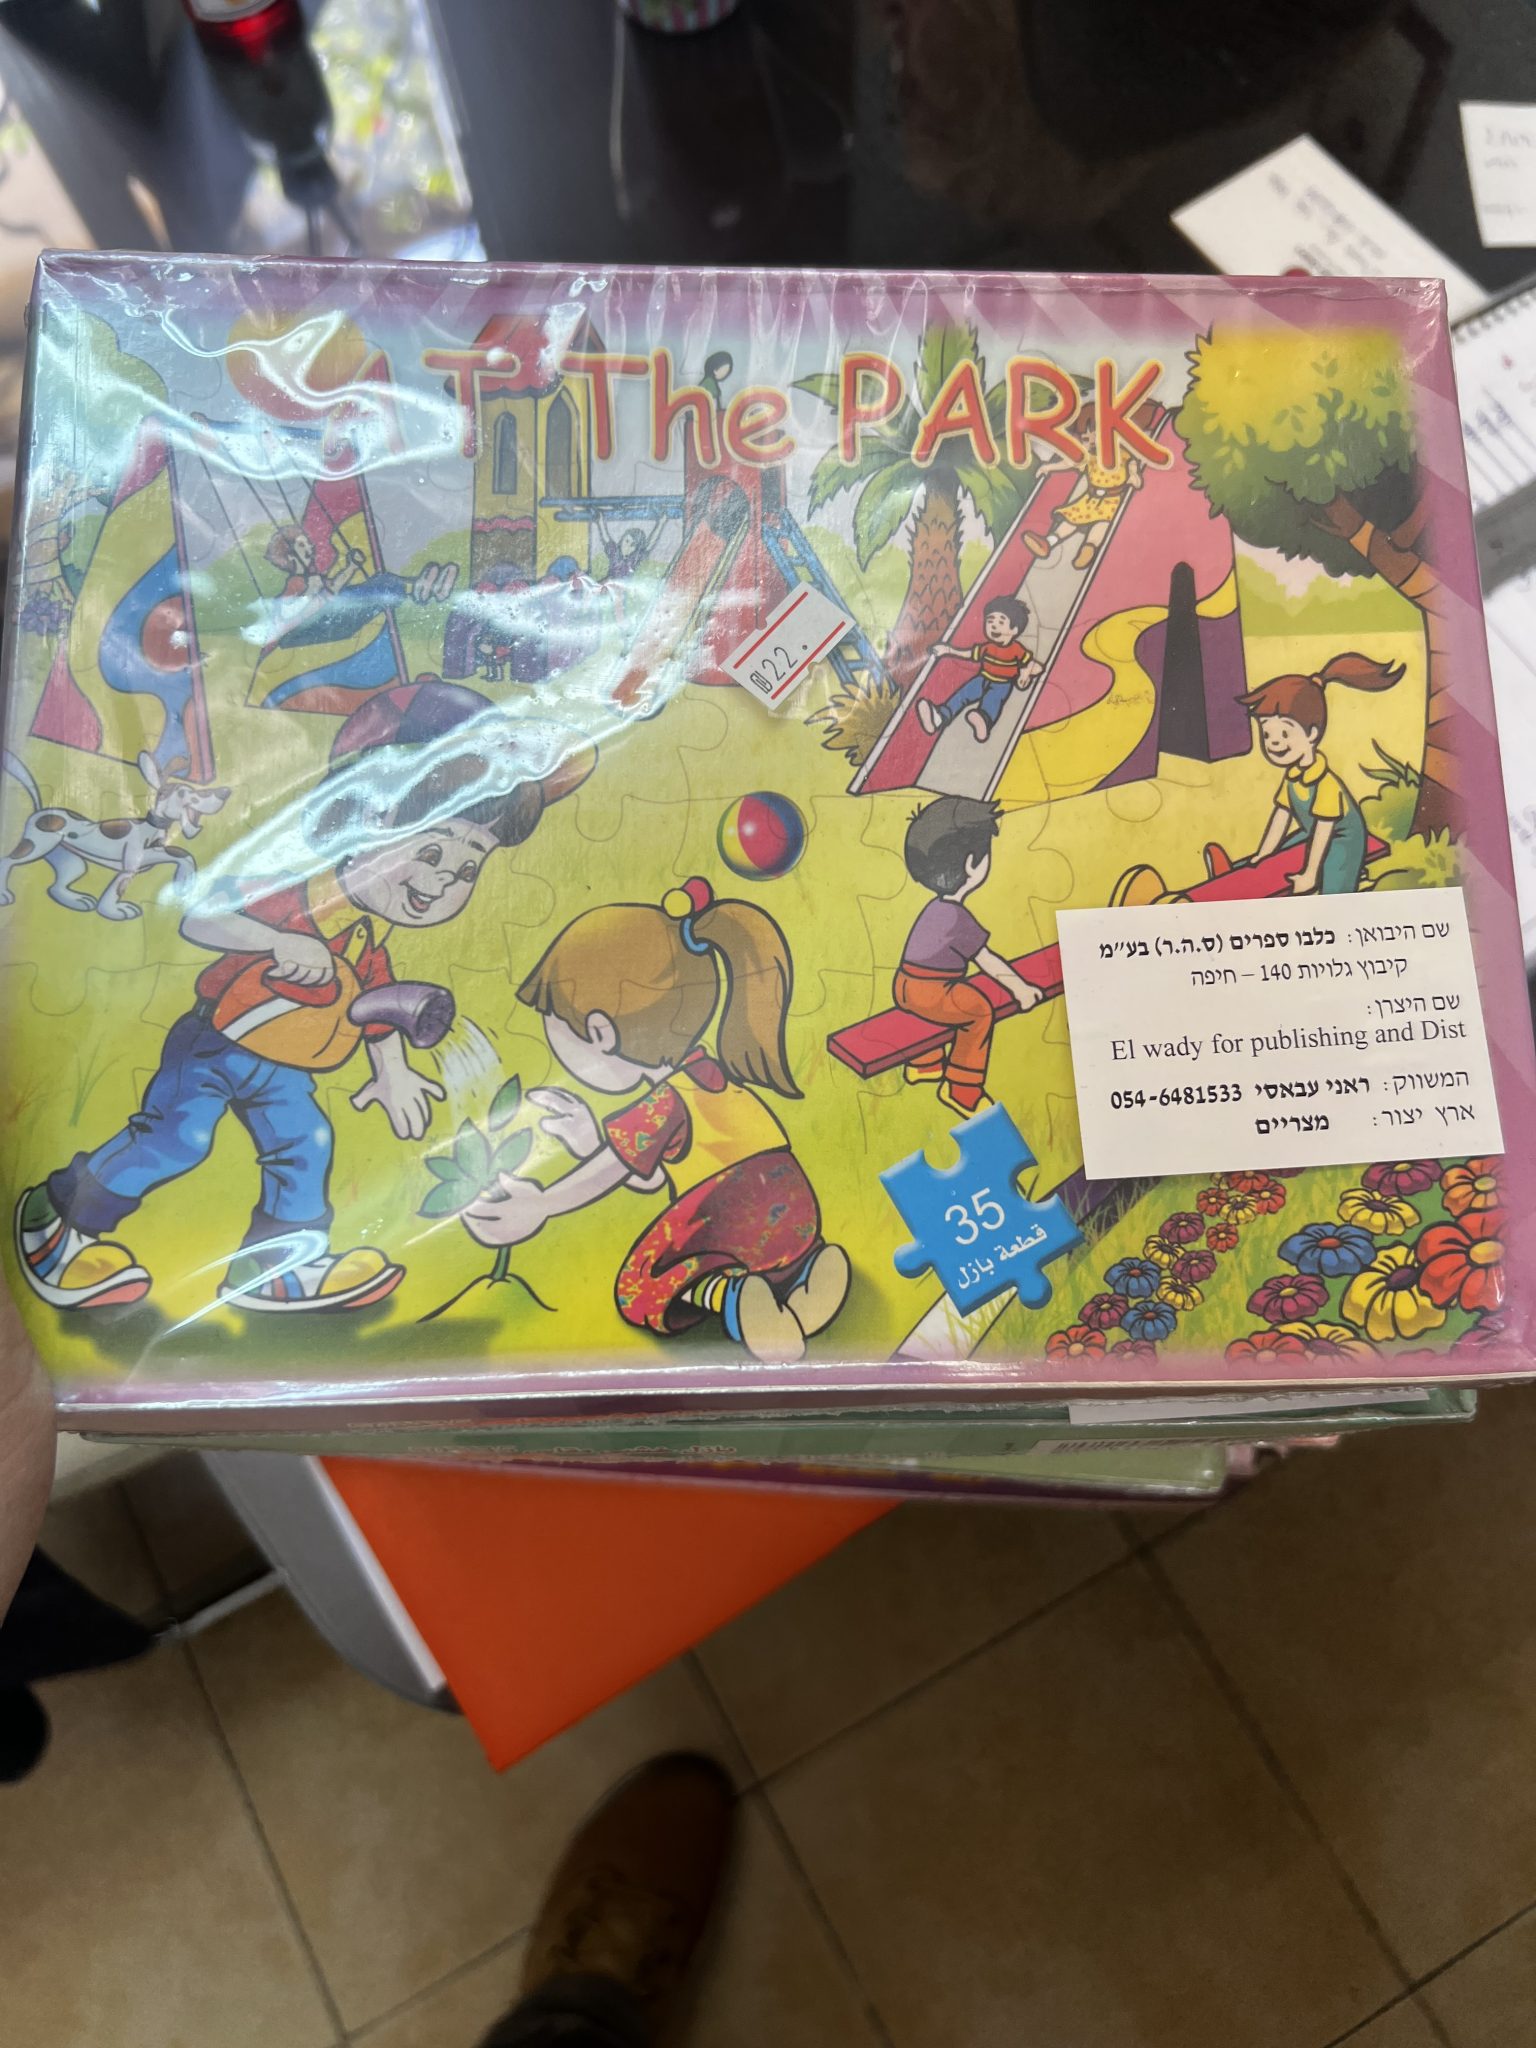 AT The PARK
₪22.
שם היבואן: כלבו ספרים (ס.ה.ר) בע"מ
קיבוץ גלויות 140 – חיפה
שם היצרן:
El wady for publishing and Dist
המשווק: ראני עבאסי 054-6481533
ארץ יצור: מצריים
35
قطعة بازل